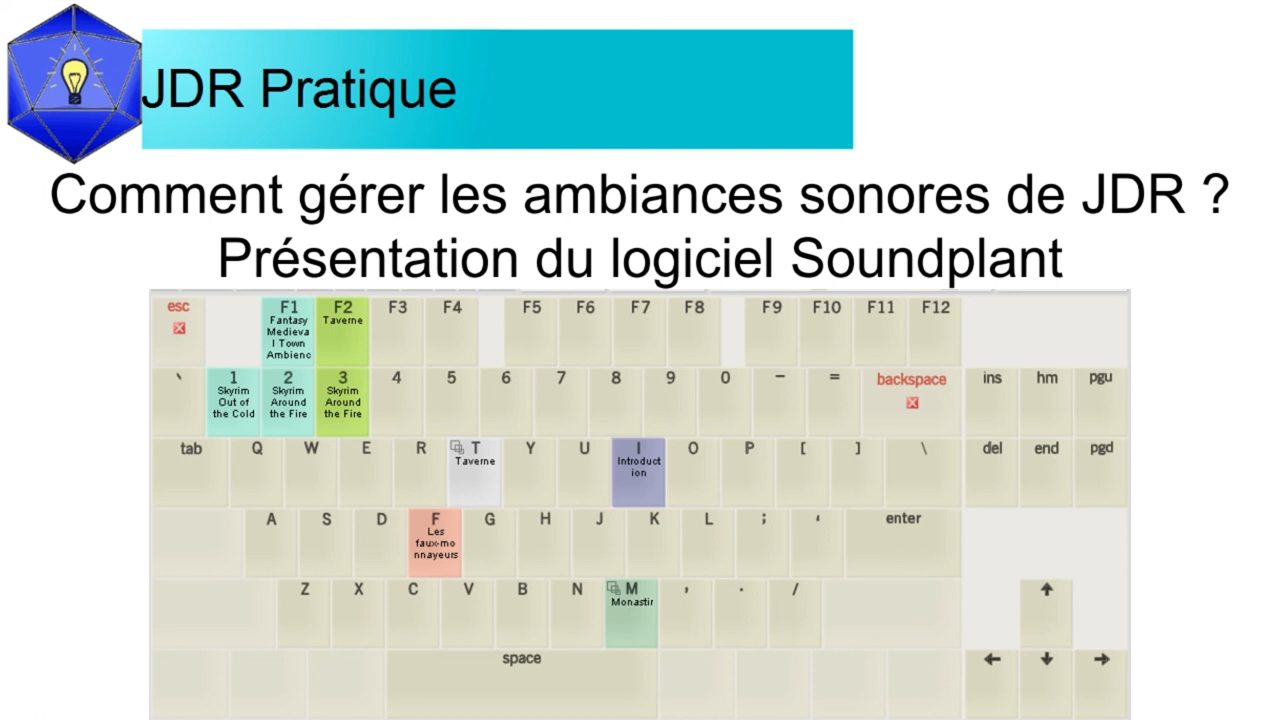 JDR Pratique
Comment gérer les ambiances sonores de JDR ?
Présentation du logiciel Soundplant
esc F1 F2 F3 F4 F5 F6 F7 F8 F9 F10 F11 F12
Fantasy Medieva l Town Ambienc
Taverne
` 1 2 3 4 5 6 7 8 9 0 - = backspace ins hm pgu
Skyrim Out of the Cold
Skyrim Around the Fire
Skyrim Around the Fire
tab Q W E R T Y U I O P [ ] \ del end pgd
Taverne
Introduct ion
A S D F G H J K L ; ' enter
Les faux-mo nnayeurs
Z X C V B N M , . /
Monastir
space